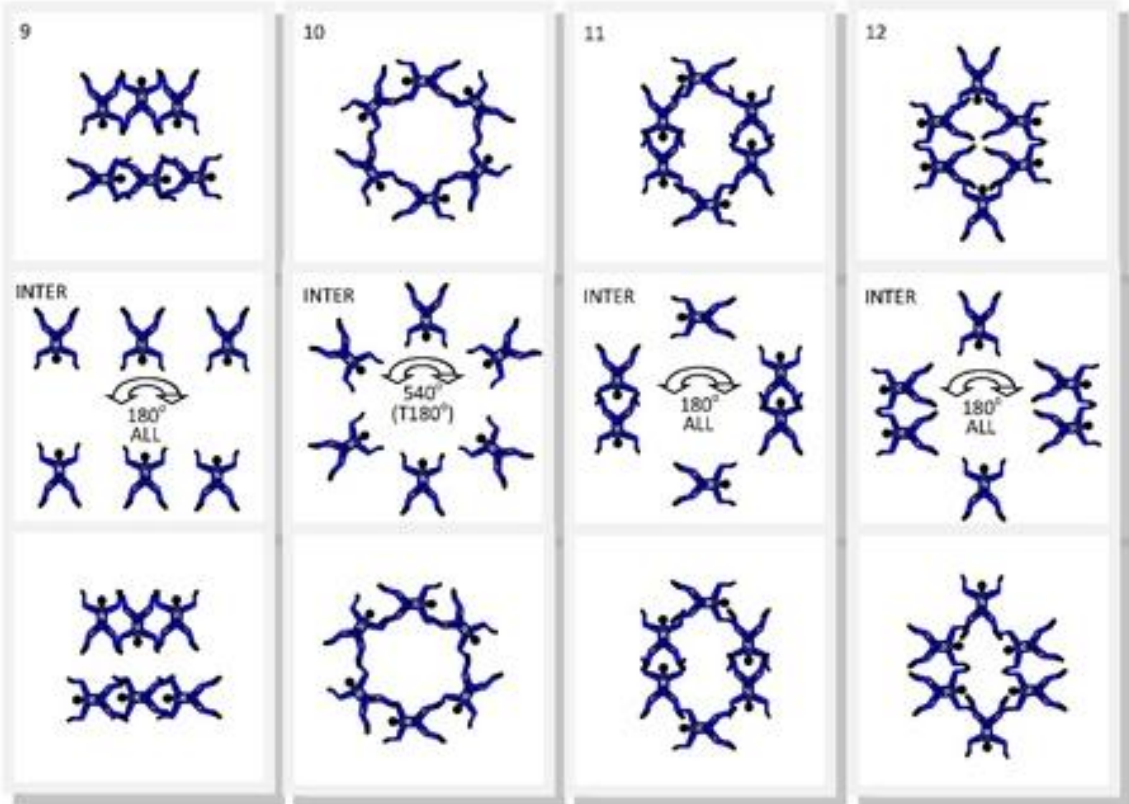 9
10
11
12
INTER
180°
ALL
INTER
540°
(T180°)
INTER
180°
ALL
INTER
180°
ALL